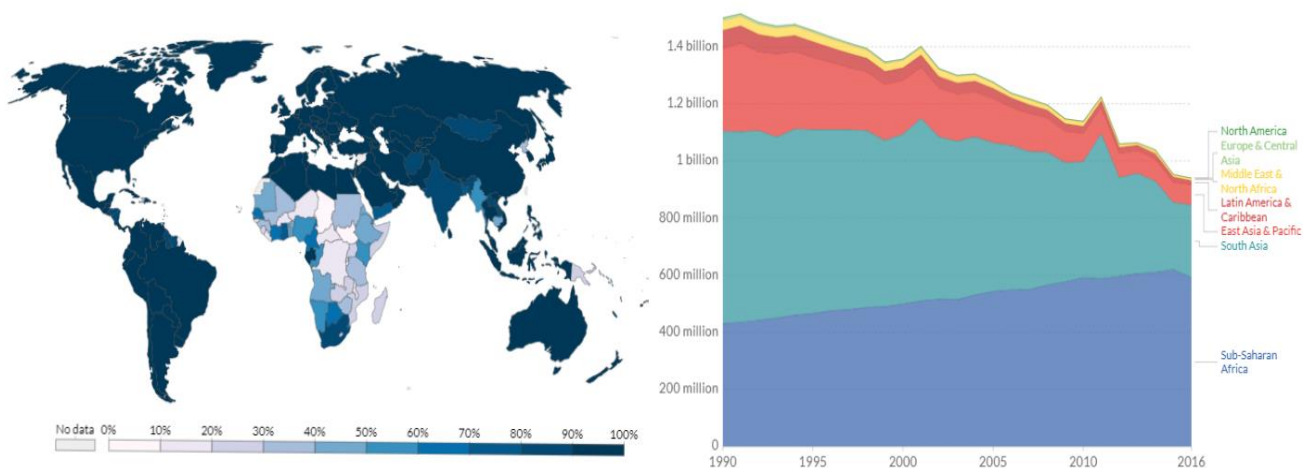 No data 0% 10% 20% 30% 40% 50% 60% 70% 80% 90% 100%
1.4 billion
1.2 billion
1 billion
800 million
600 million
400 million
200 million
0
1990 1995 2000 2005 2010 2016
North America
Europe & Central
Asia
Middle East &
North Africa
Latin America &
Caribbean
East Asia & Pacific
South Asia
Sub-Saharan
Africa